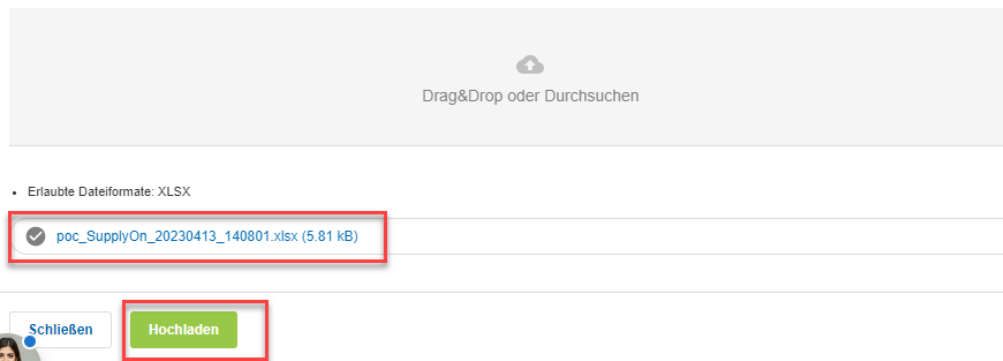 Drag&Drop oder Durchsuchen
Erlaubte Dateiformate: XLSX
poc_SupplyOn_20230413_140801.xlsx (5.81 kB)
Schließen
Hochladen